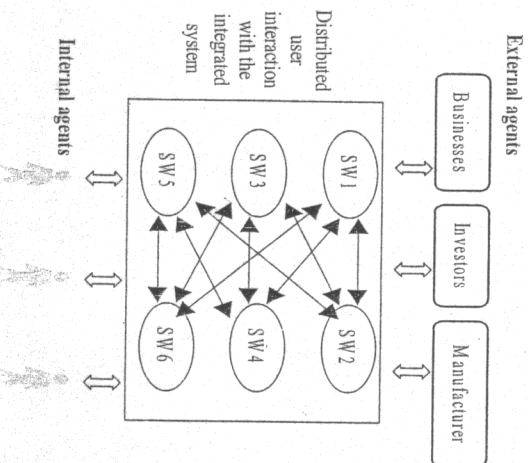 External agents
Businesses
Investors
Manufacturer
Distributed
user
interaction
with the
integrated
system
SW1
SW2
SW3
SW4
SW5
SW6
Internal agents